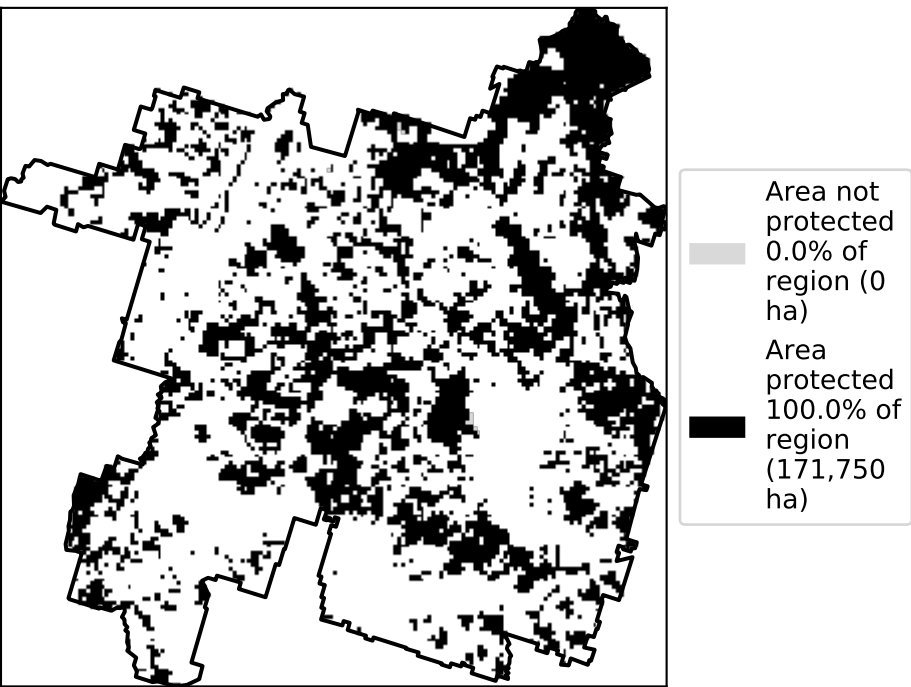 Area not
protected
0.0% of
region (0
ha)
Area
protected
100.0% of
region
(171,750
ha)